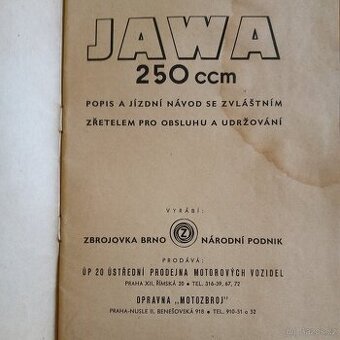 JAWA
250 ccm
POPIS A JÍZDNÍ NÁVOD SE ZVLÁŠTNÍM
ZŘETELEM PRO OBSLUHU A UDRŽOVÁNÍ
VYRÁBÍ:
ZBROJOVKA BRNO Z NÁRODNÍ PODNIK
PRODÁVÁ:
ÚP 20 ÚSTŘEDNÍ PRODEJNA MOTOROVÝCH VOZIDEL
PRAHA XII, ŘÍMSKÁ 20 • TEL. 316-39, 67, 72
OPRAVNA „MOTOZBROJ"
PRAHA-NUSLE II, BENEŠOVSKÁ 918 • TEL. 910-51 a 52